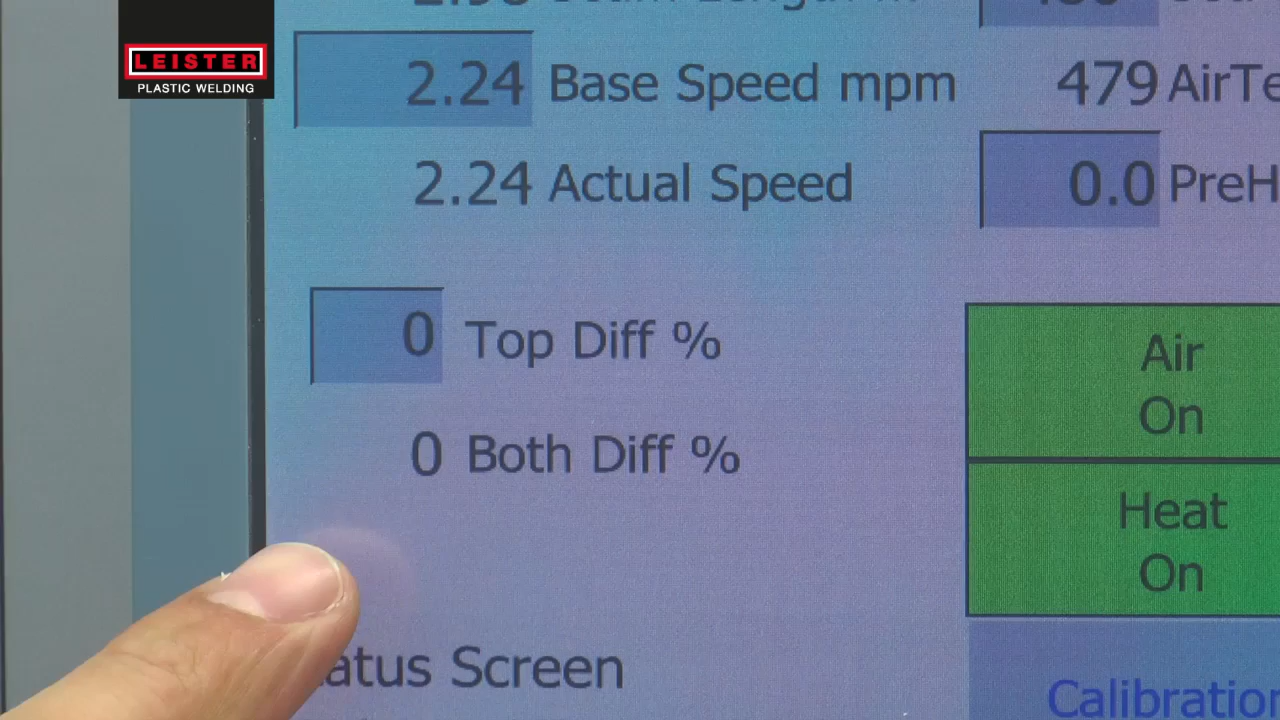 LEISTER
PLASTIC WELDING
2.24 Base Speed mpm
479 AirTe
2.24 Actual Speed
0.0 PreH
0 Top Diff %
Air
On
0 Both Diff %
Heat
On
atus Screen
Calibration